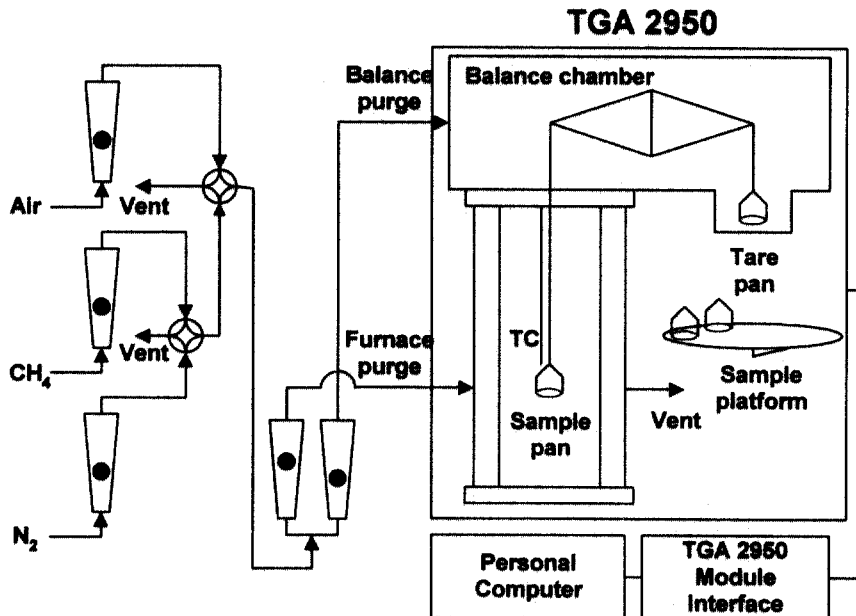 TGA 2950
Balance
purge
Balance chamber
Air
Vent
Tare
pan
CH₄
Vent
Furnace
purge
TC
Sample
pan
Vent
Sample
platform
N₂
Personal
Computer
TGA 2950
Module
Interface